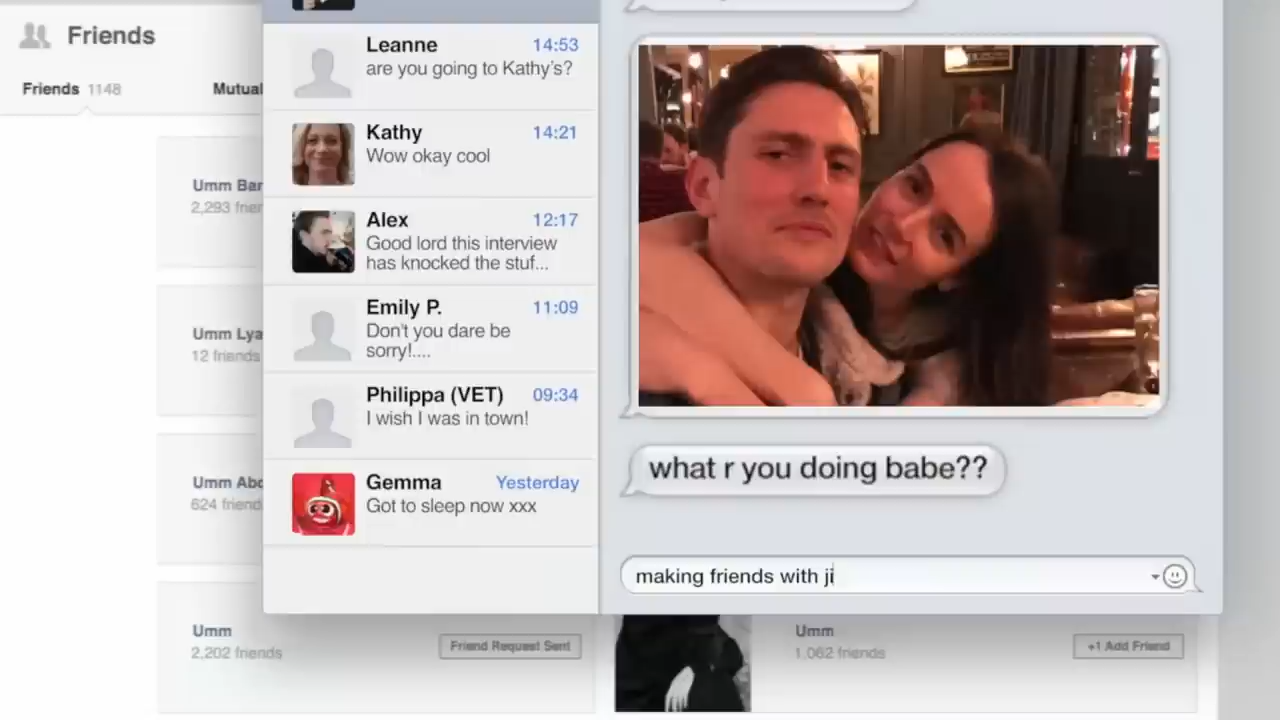 Friends
Friends 1148
Mutual
2,293
Umm Lya
12 friends
Umm Abo
624 friend
Umm
2,202 friends
Friend Request Sent
Umm
1,062 friends
+1 Add Friend
Leanne 14:53
are you going to Kathy's?
Kathy 14:21
Wow okay cool
Alex 12:17
Good lord this interview
has knocked the stuf...
Emily P. 11:09
Don't you dare be
sorry!....
Philippa (VET) 09:34
I wish I was in town!
Gemma Yesterday
Got to sleep now xxx
what r you doing babe??
making friends with ji